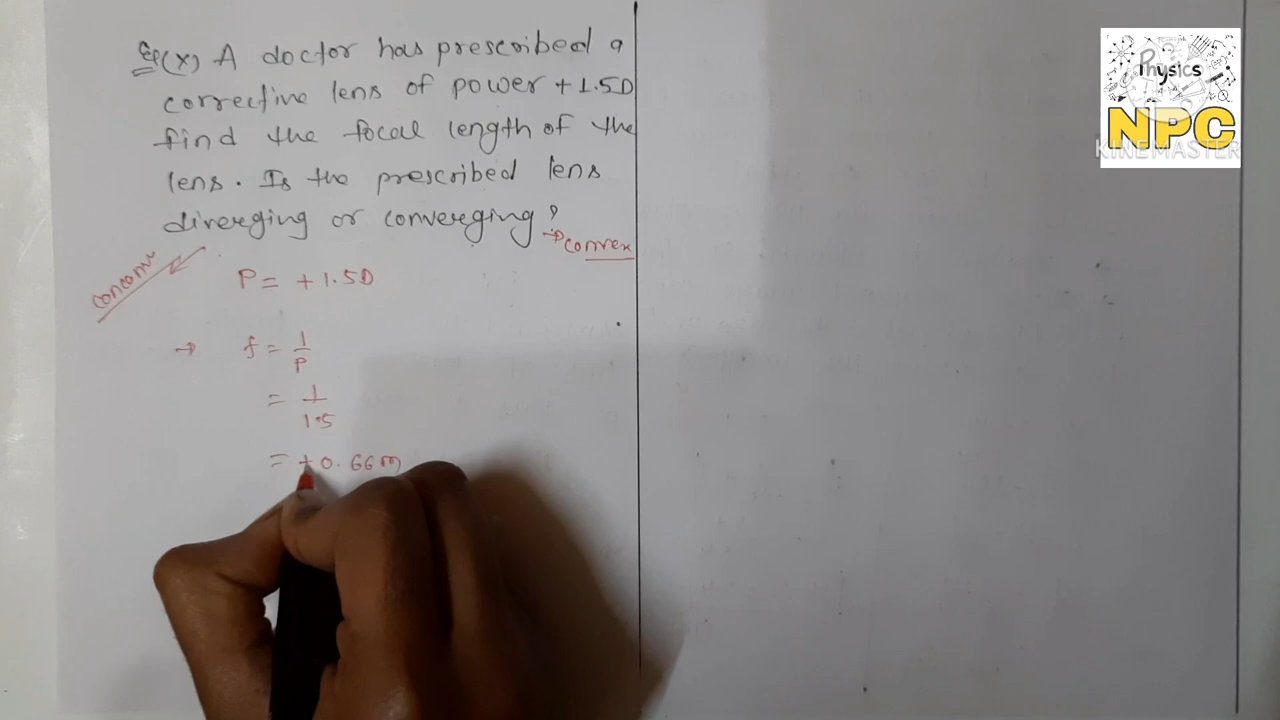 Ex(x) A doctor has prescribed a
corrective lens of power +1.5D
find the focal length of the
lens. Is the prescribed lens
diverging or converging?
→ convex
concave
P = +1.5D
→ f = 1/P
= 1/1.5
= +0.66m
Physics
NPC
KINEMASTER